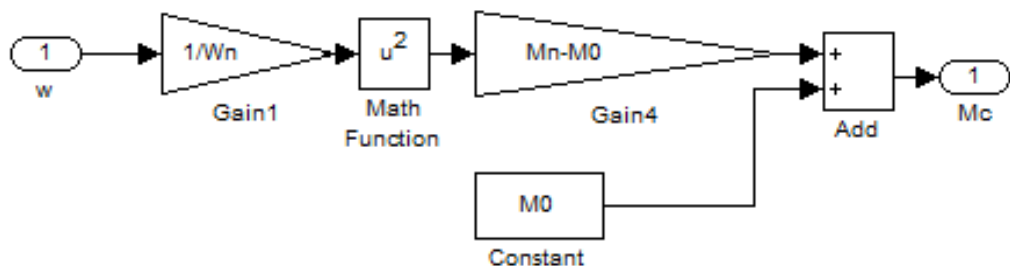 1
w
1/Wn
Gain1
u²
Math
Function
Mn-M0
Gain4
M0
Constant
+
+
Add
1
Mc